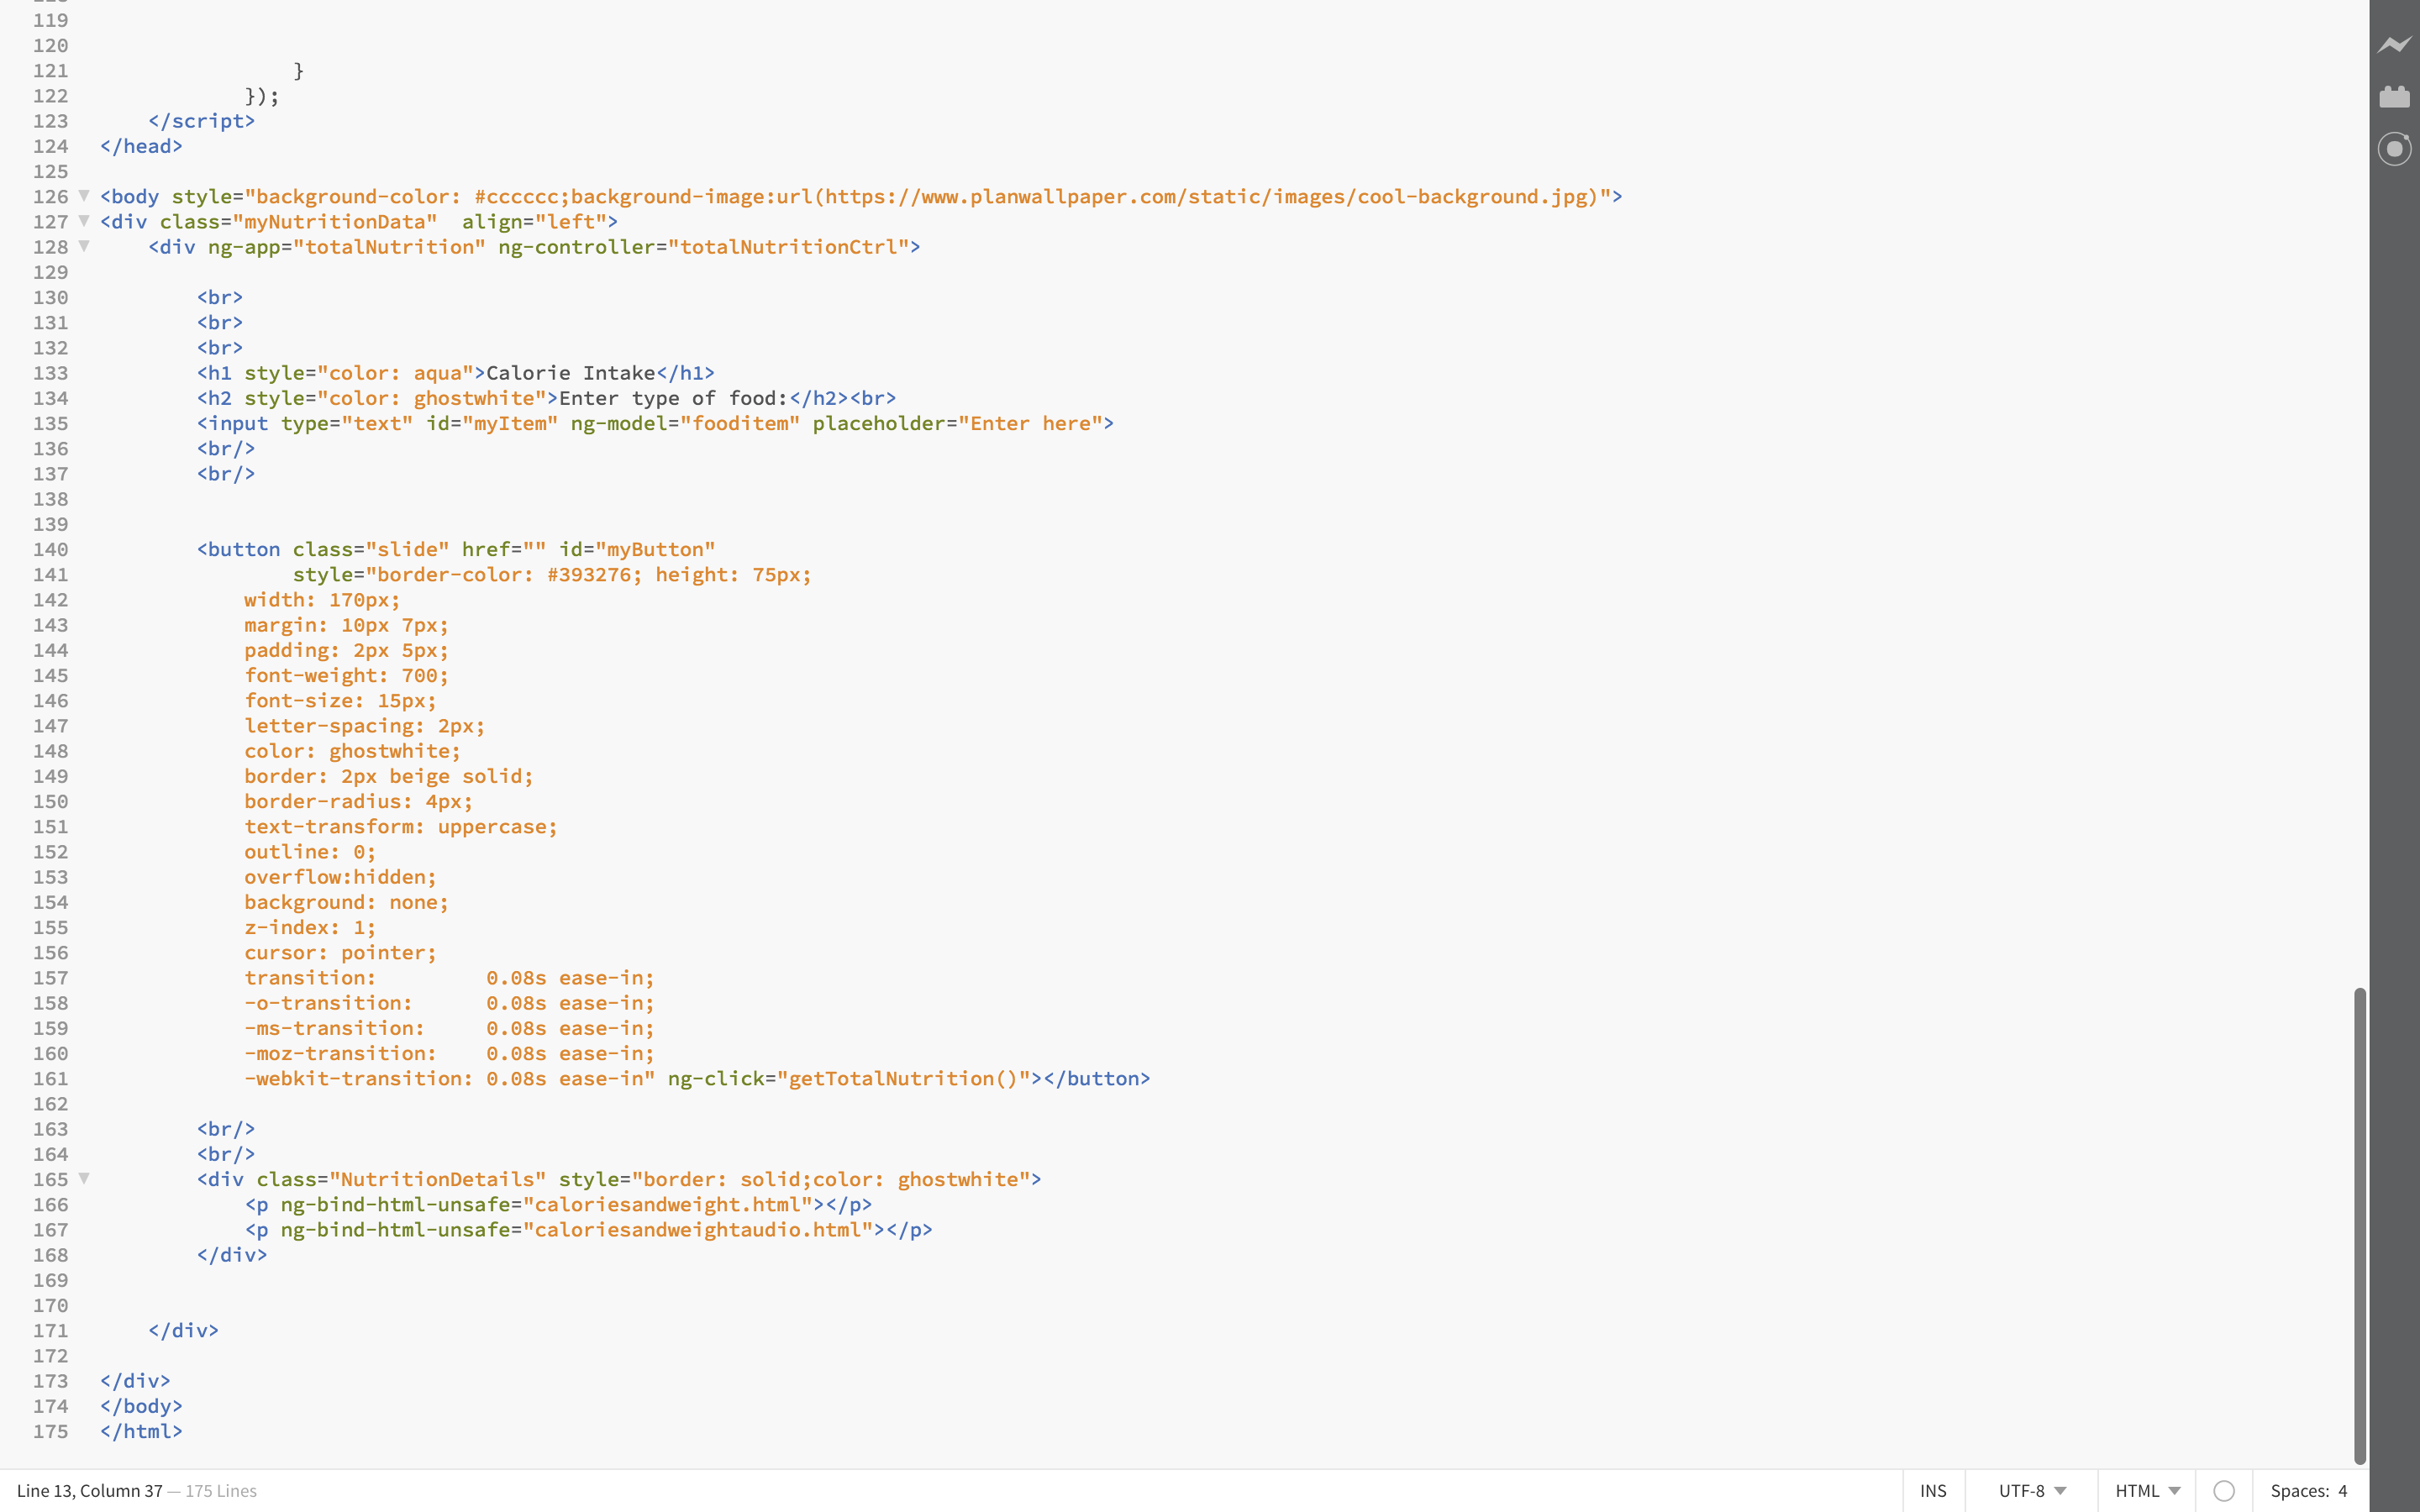 119
120
121 }
122 });
123 </script>
124 </head>
125
126 <body style="background-color: #cccccc;background-image:url(https://www.planwallpaper.com/static/images/cool-background.jpg)">
127 <div class="myNutritionData"  align="left">
128 <div ng-app="totalNutrition" ng-controller="totalNutritionCtrl">
129
130 <br>
131 <br>
132 <br>
133 <h1 style="color: aqua">Calorie Intake</h1>
134 <h2 style="color: ghostwhite">Enter type of food:</h2><br>
135 <input type="text" id="myItem" ng-model="fooditem" placeholder="Enter here">
136 <br/>
137 <br/>
138
139
140 <button class="slide" href="" id="myButton"
141 style="border-color: #393276; height: 75px;
142 width: 170px;
143 margin: 10px 7px;
144 padding: 2px 5px;
145 font-weight: 700;
146 font-size: 15px;
147 letter-spacing: 2px;
148 color: ghostwhite;
149 border: 2px beige solid;
150 border-radius: 4px;
151 text-transform: uppercase;
152 outline: 0;
153 overflow:hidden;
154 background: none;
155 z-index: 1;
156 cursor: pointer;
157 transition:         0.08s ease-in;
158 -o-transition:      0.08s ease-in;
159 -ms-transition:     0.08s ease-in;
160 -moz-transition:    0.08s ease-in;
161 -webkit-transition: 0.08s ease-in" ng-click="getTotalNutrition()"></button>
162
163 <br/>
164 <br/>
165 <div class="NutritionDetails" style="border: solid;color: ghostwhite">
166 <p ng-bind-html-unsafe="caloriesandweight.html"></p>
167 <p ng-bind-html-unsafe="caloriesandweightaudio.html"></p>
168 </div>
169
170
171 </div>
172
173 </div>
174 </body>
175 </html>
Line 13, Column 37 — 175 Lines INS UTF-8 HTML Spaces: 4